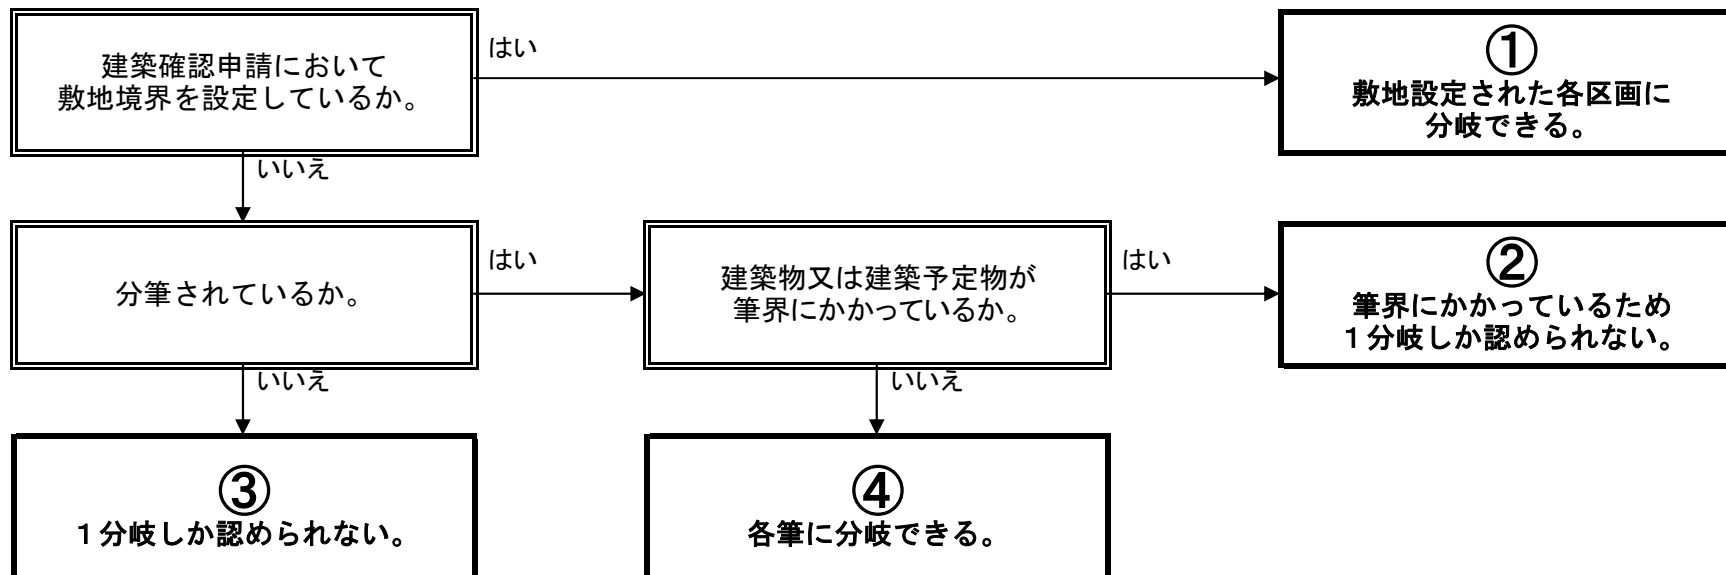 建築確認申請において
敷地境界を設定しているか。
はい
①
敷地設定された各区画に
分岐できる。
いいえ
分筆されているか。
はい
建築物又は建築予定物が
筆界にかかっているか。
はい
②
筆界にかかっているため
１分岐しか認められない。
いいえ
いいえ
③
１分岐しか認められない。
④
各筆に分岐できる。